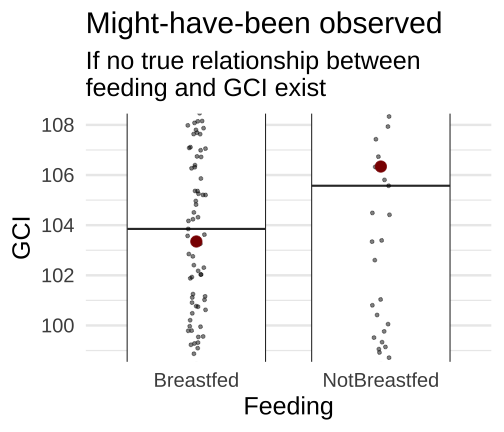 Might-have-been observed
If no true relationship between
feeding and GCI exist
108
106
104
102
100
GCI
Breastfed NotBreastfed
Feeding